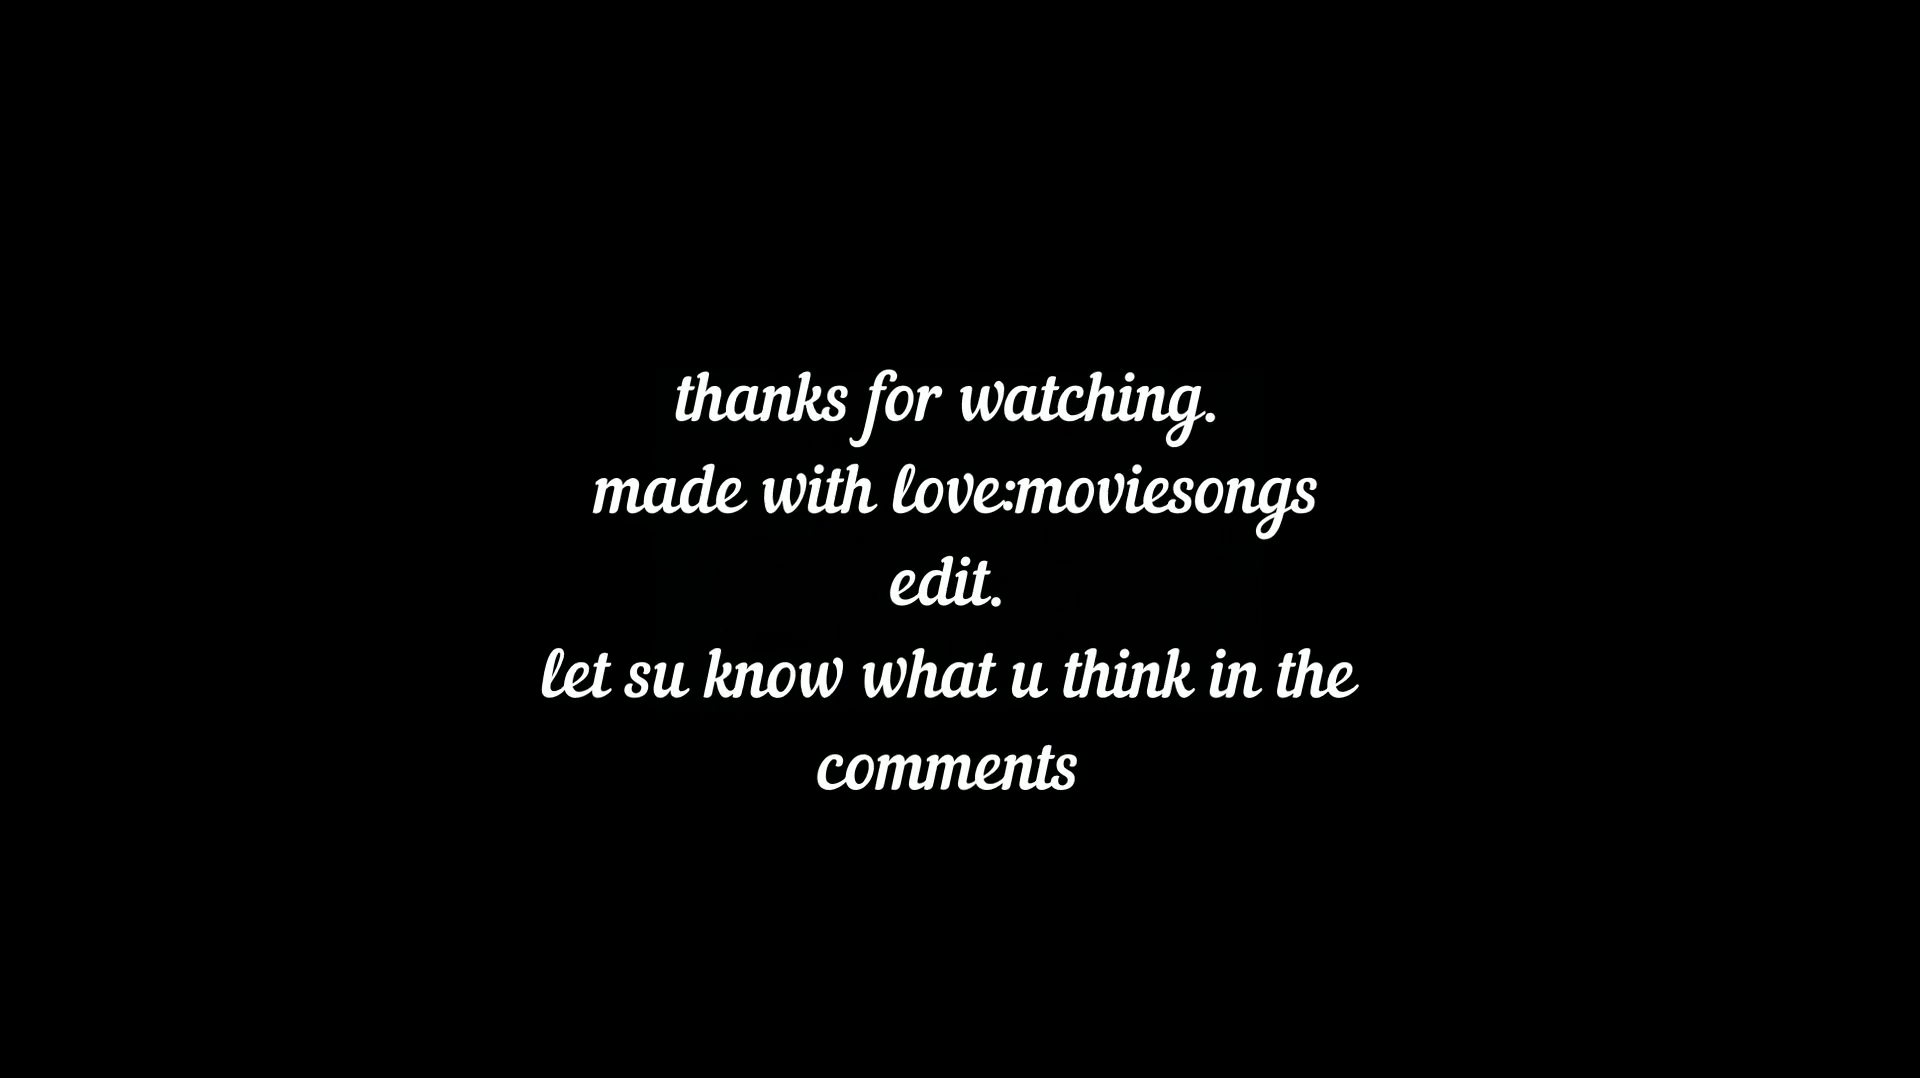 thanks for watching.
made with love:moviesongs
edit.
let su know what u think in the
comments